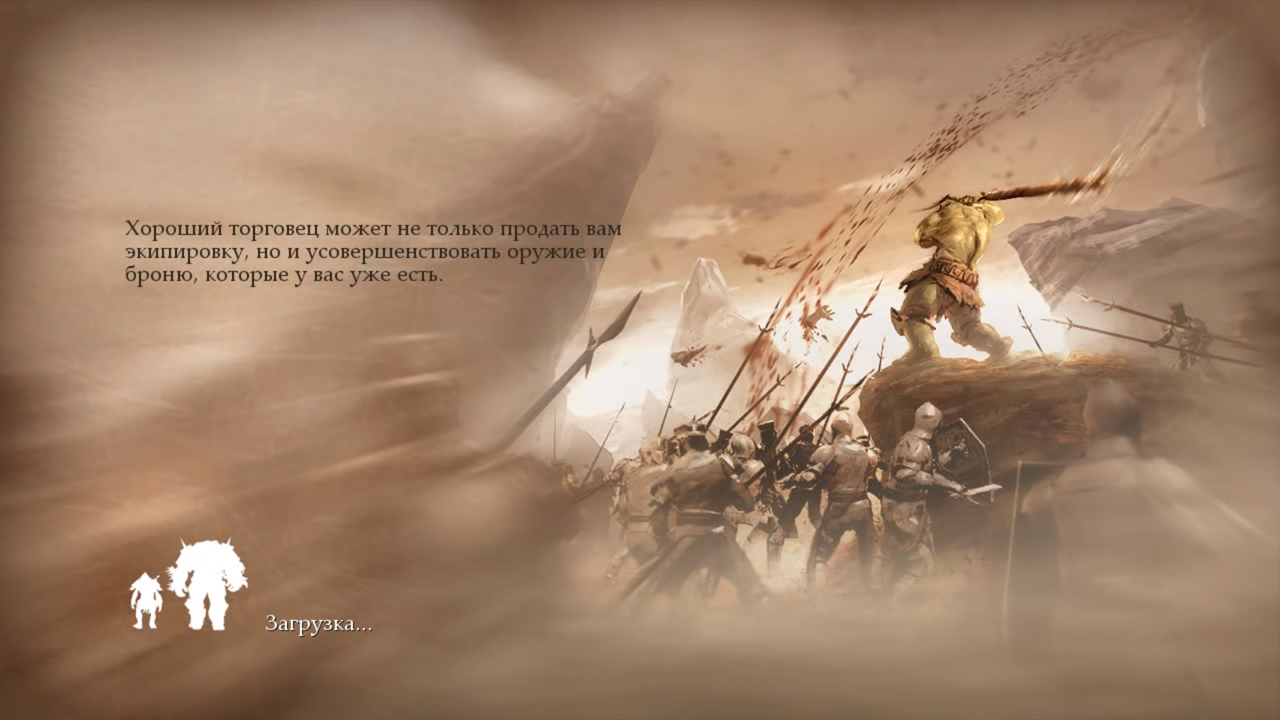 Хороший торговец может не только продать вам
экипировку, но и усовершенствовать оружие и
броню, которые у вас уже есть.
Загрузка...